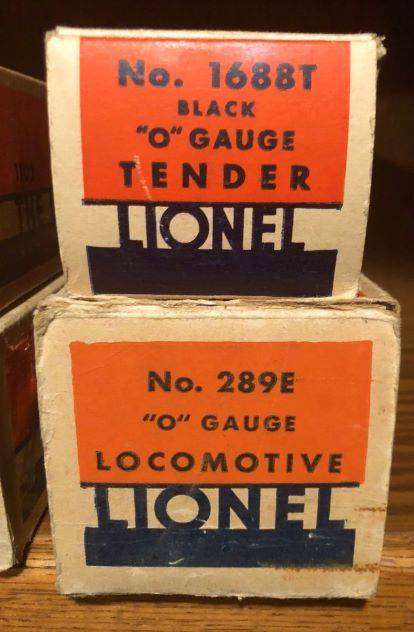 No. 1688T
BLACK
"O" GAUGE
TENDER
LIONEL
No. 289E
"O" GAUGE
LOCOMOTIVE
LIONEL